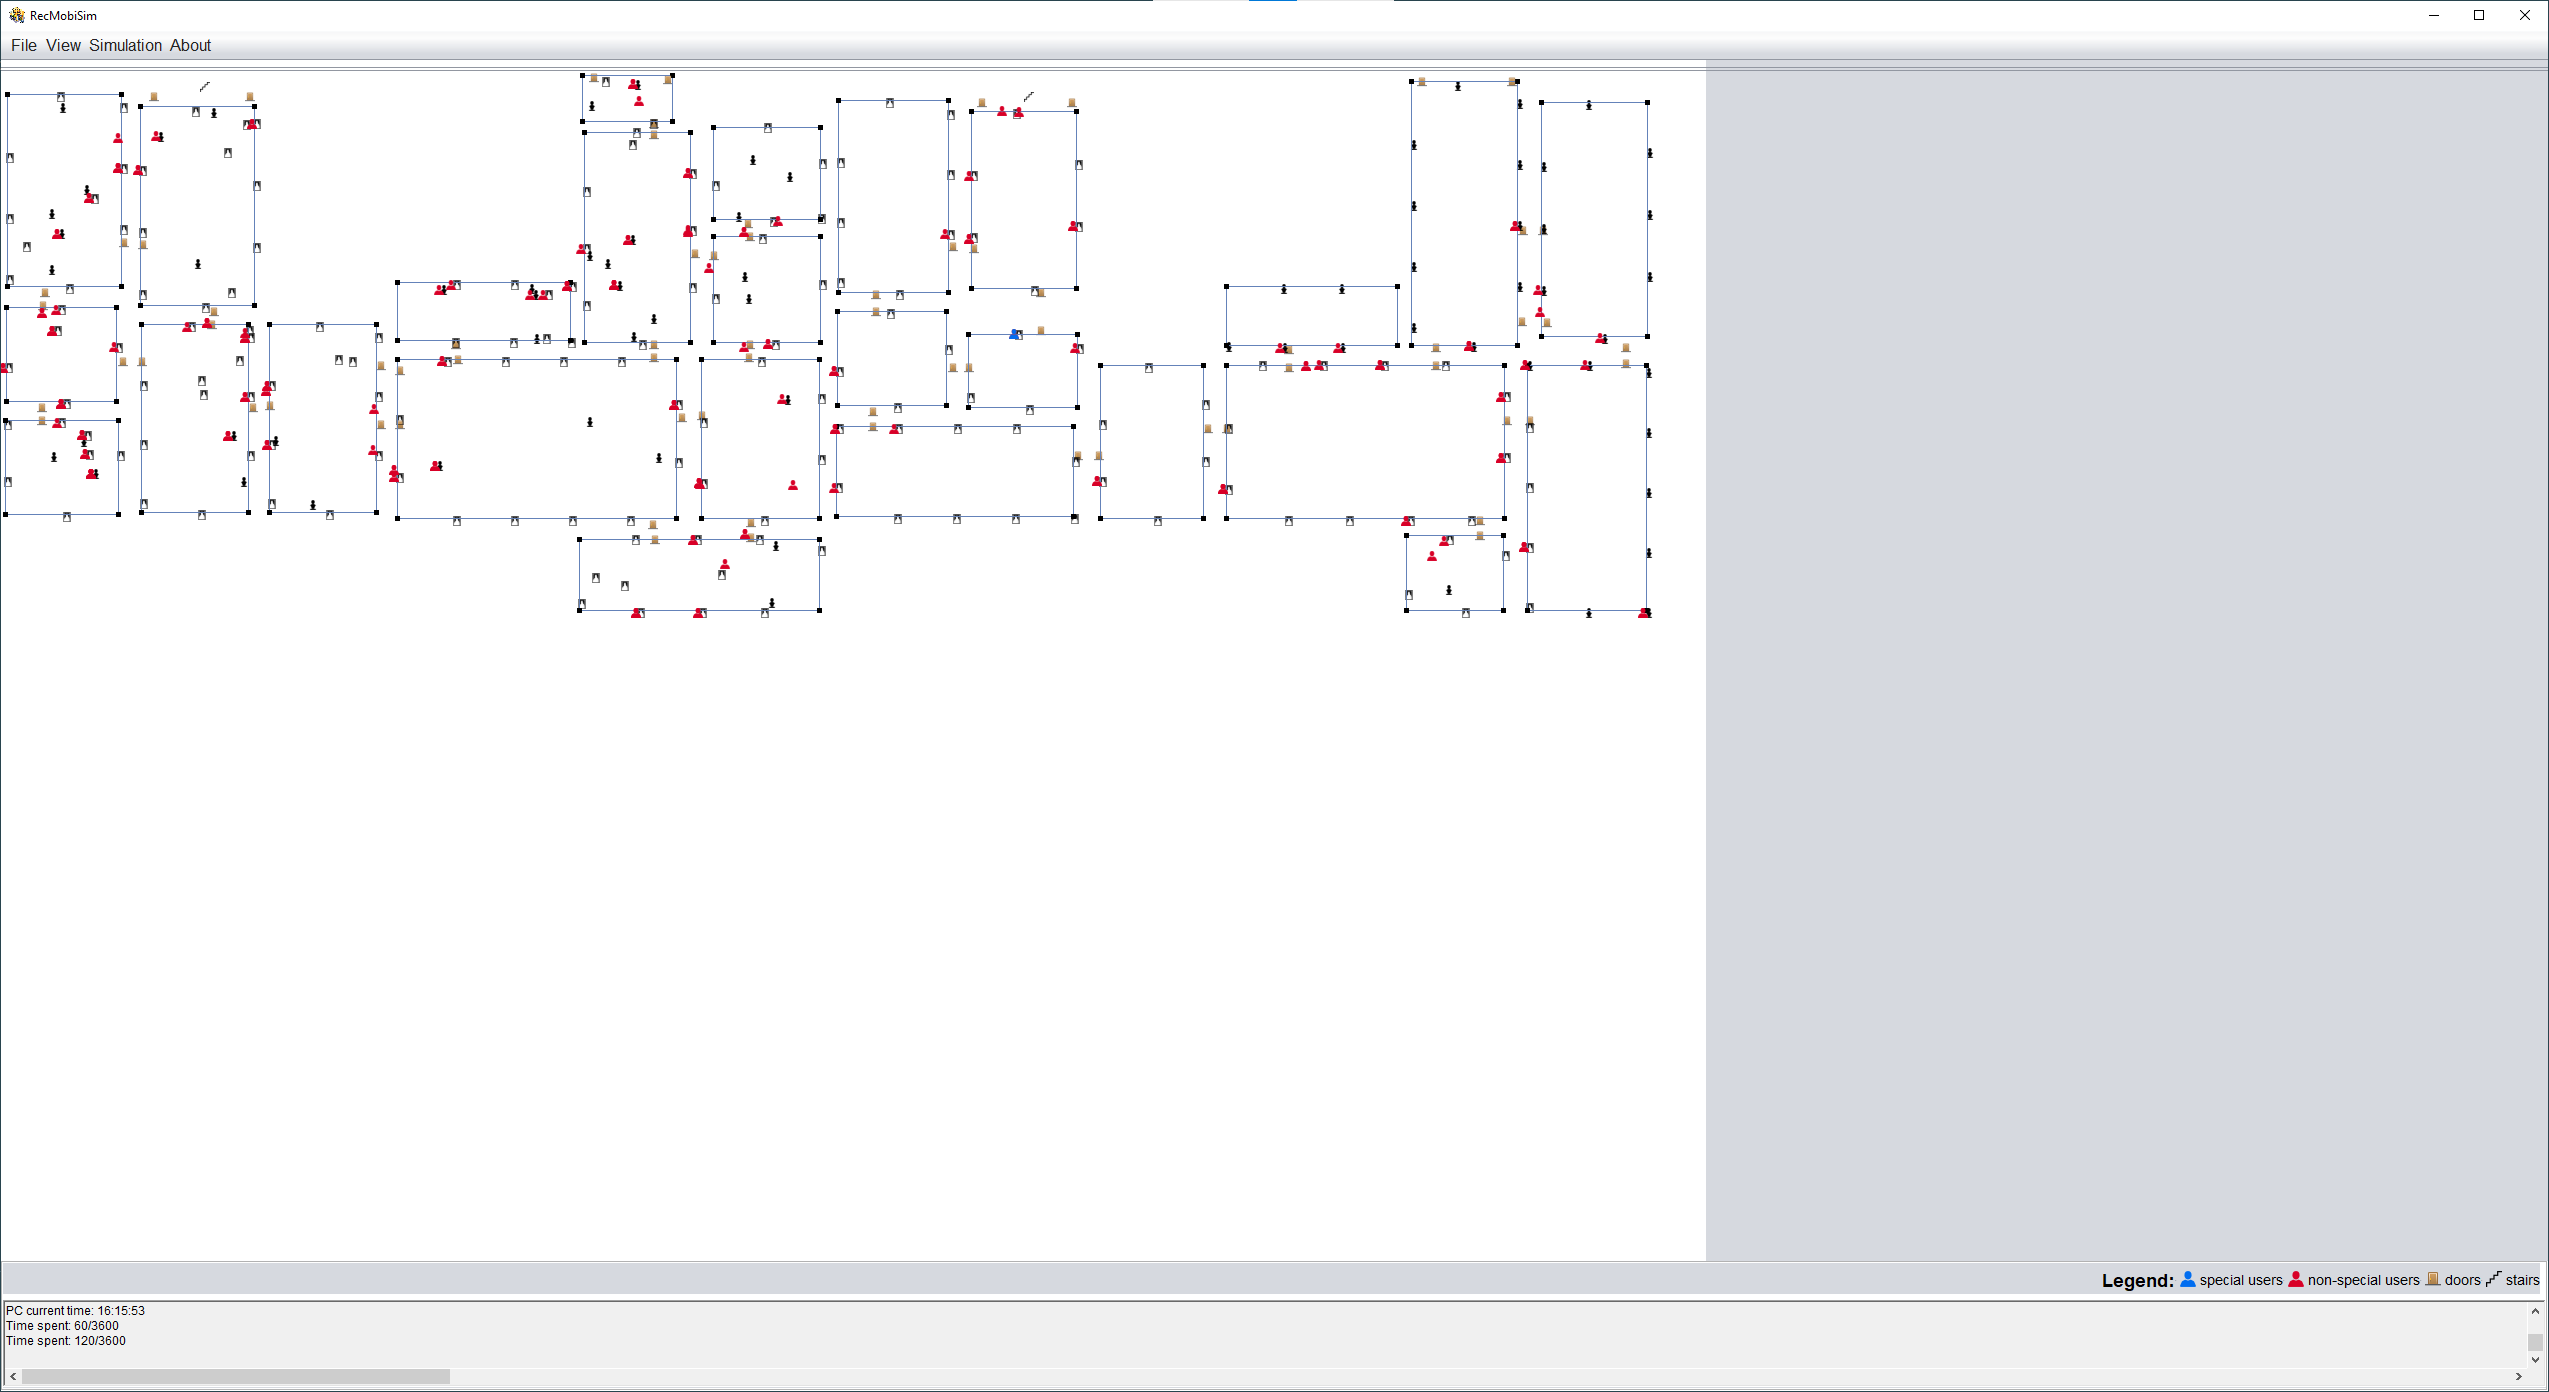 RecMobiSim
File View Simulation About
Legend: special users non-special users doors stairs
PC current time: 16:15:53
Time spent: 60/3600
Time spent: 120/3600